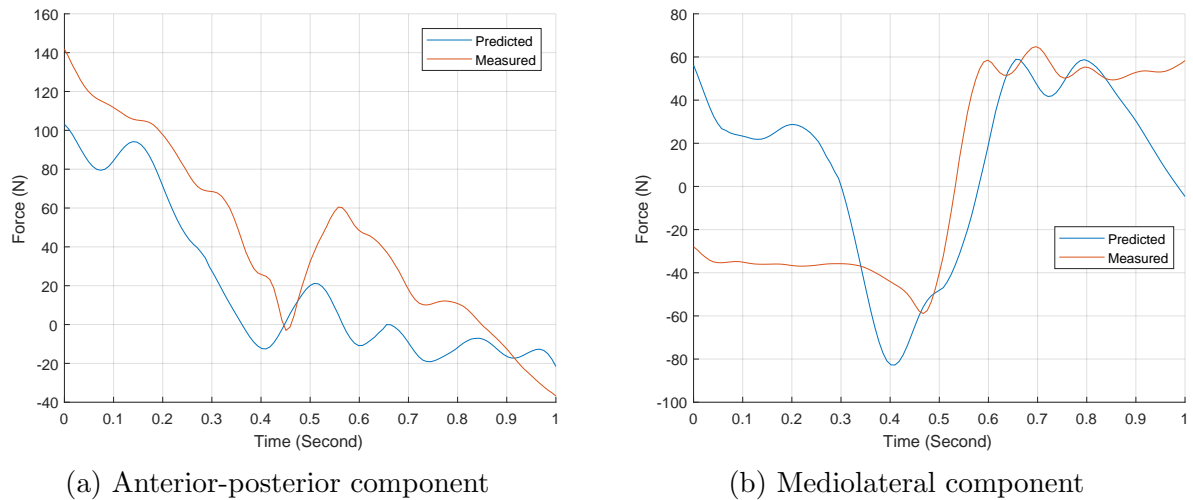 160
140
120
100
80
60
40
20
0
-20
-40
Force (N)
0 0.1 0.2 0.3 0.4 0.5 0.6 0.7 0.8 0.9 1
Time (Second)
Predicted
Measured
(a) Anterior-posterior component
80
60
40
20
0
-20
-40
-60
-80
-100
Force (N)
0 0.1 0.2 0.3 0.4 0.5 0.6 0.7 0.8 0.9 1
Time (Second)
Predicted
Measured
(b) Mediolateral component